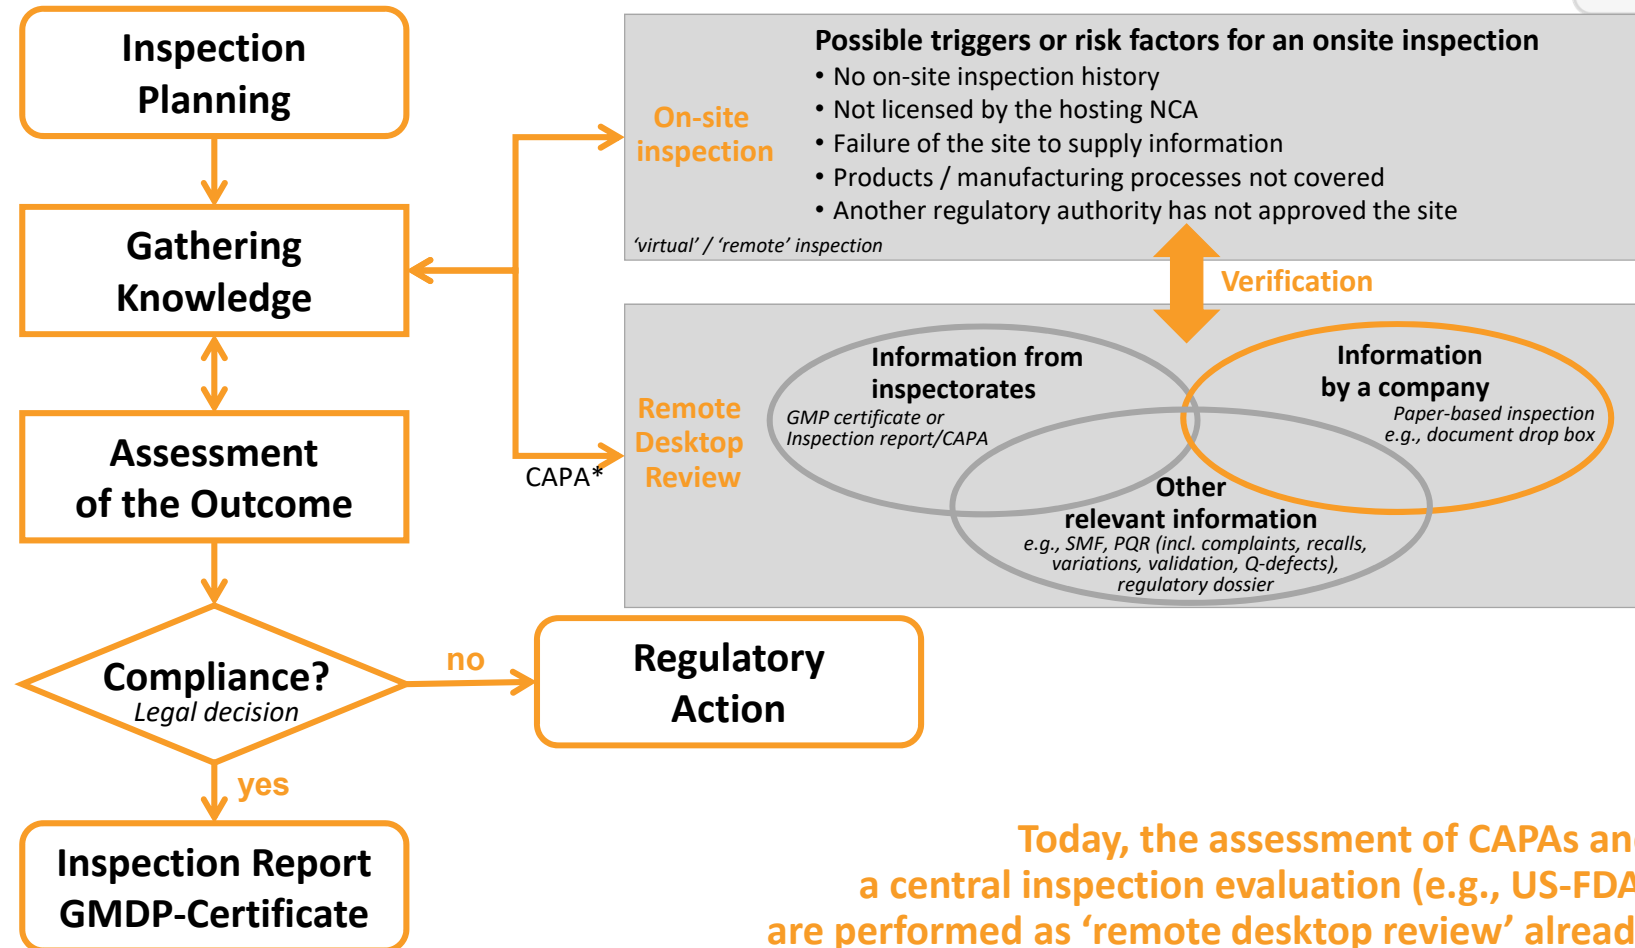 Inspection
Planning
Gathering
Knowledge
Assessment
of the Outcome
Compliance?
Legal decision
no
Regulatory
Action
yes
Inspection Report
GMDP-Certificate
On-site
inspection
Possible triggers or risk factors for an onsite inspection
• No on-site inspection history
• Not licensed by the hosting NCA
• Failure of the site to supply information
• Products / manufacturing processes not covered
• Another regulatory authority has not approved the site
‘virtual’ / ‘remote’ inspection
Verification
CAPA*
Remote
Desktop
Review
Information from
inspectorates
GMP certificate or
Inspection report/CAPA
Information
by a company
Paper-based inspection
e.g., document drop box
Other
relevant information
e.g., SMF, PQR (incl. complaints, recalls,
variations, validation, Q-defects),
regulatory dossier
Today, the assessment of CAPAs an
a central inspection evaluation (e.g., US-FDA
are performed as ‘remote desktop review’ alread